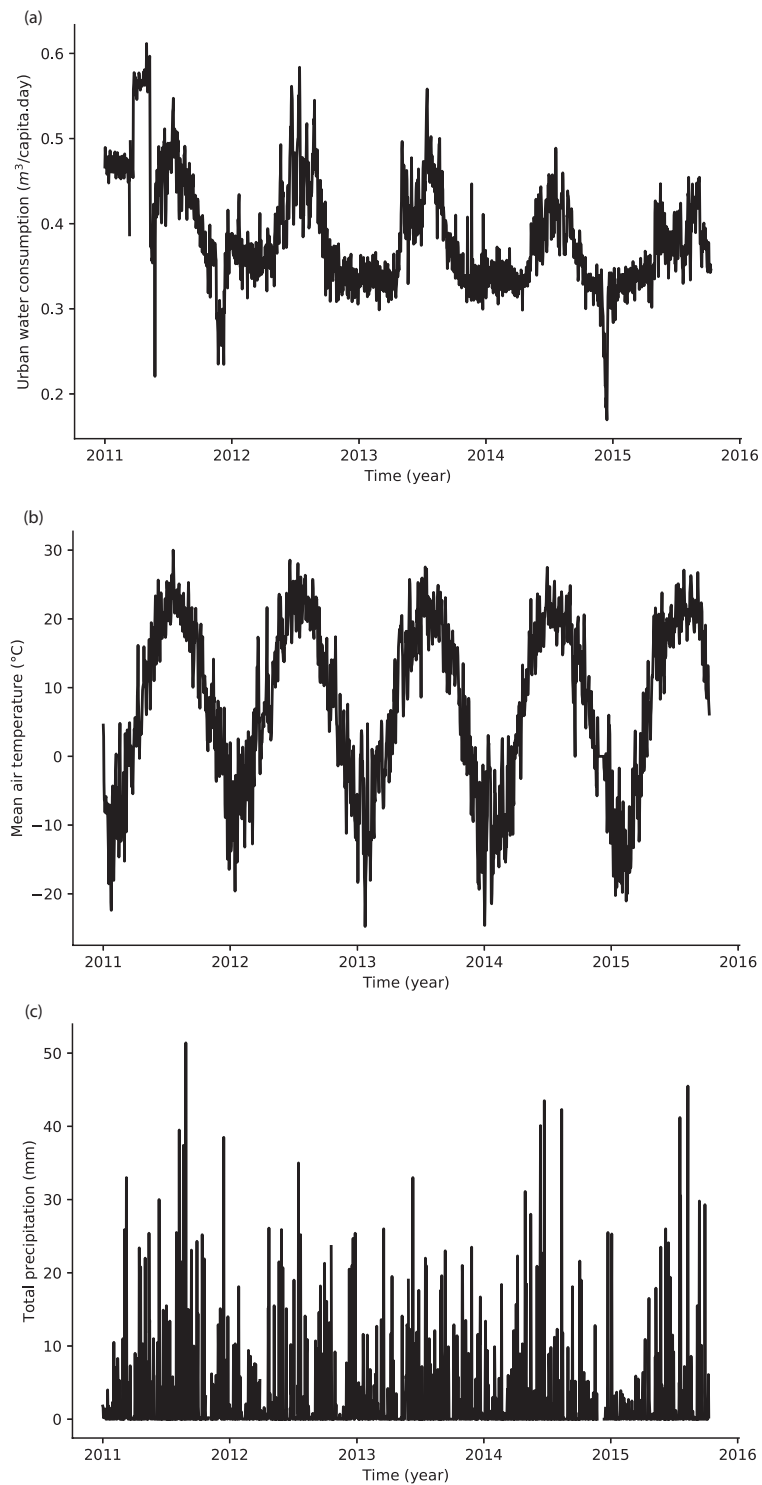 (a)
Urban water consumption (m³/capita.day)
0.6
0.5
0.4
0.3
0.2
2011 2012 2013 2014 2015 2016
Time (year)
(b)
Mean air temperature (°C)
30
20
10
0
−10
−20
2011 2012 2013 2014 2015 2016
Time (year)
(c)
Total precipitation (mm)
50
40
30
20
10
0
2011 2012 2013 2014 2015 2016
Time (year)